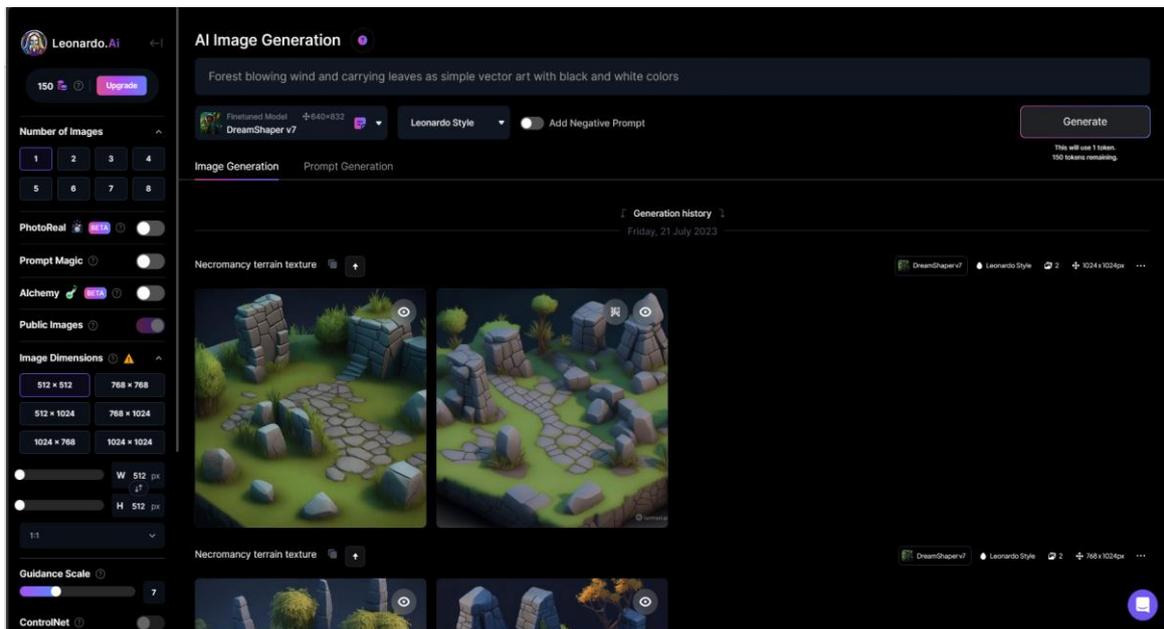 Leonardo.Ai
150
Upgrade
Number of Images
1 2 3 4
5 6 7 8
PhotoReal BETA
Prompt Magic
Alchemy BETA
Public Images
Image Dimensions
512 × 512 768 × 768
512 × 1024 768 × 1024
1024 × 768 1024 × 1024
W 512 px
H 512 px
1:1
Guidance Scale
7
ControlNet
AI Image Generation
Forest blowing wind and carrying leaves as simple vector art with black and white colors
Finetuned Model 640×832
DreamShaper v7
Leonardo Style
Add Negative Prompt
Generate
This will use 1 token.
150 tokens remaining.
Image Generation Prompt Generation
Generation history
Friday, 21 July 2023
Necromancy terrain texture
DreamShaper v7 Leonardo Style 2 1024 x 1024px
Necromancy terrain texture
DreamShaper v7 Leonardo Style 2 768 x 1024px